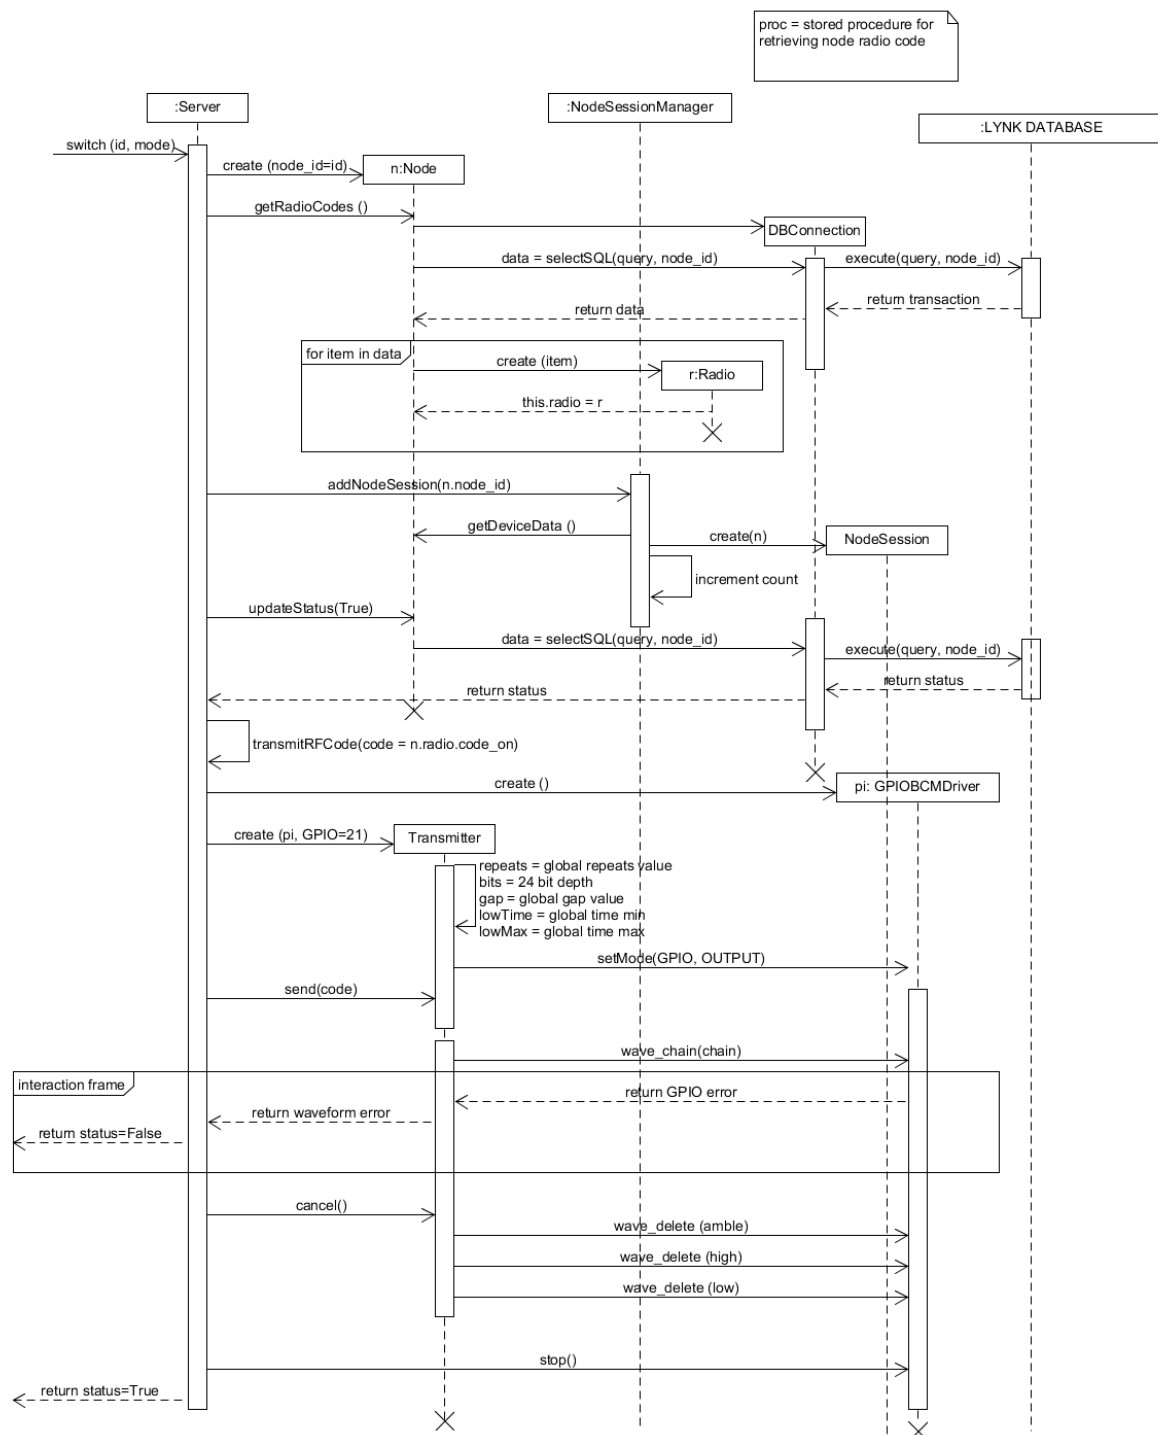 proc = stored procedure for
retrieving node radio code
:Server
:NodeSessionManager
:LYNK DATABASE
switch (id, mode)
create (node_id=id)
n:Node
getRadioCodes ()
DBConnection
data = selectSQL(query, node_id)
execute(query, node_id)
return transaction
return data
for item in data
create (item)
r:Radio
this.radio = r
addNodeSession(n.node_id)
getDeviceData ()
create(n)
NodeSession
increment count
updateStatus(True)
data = selectSQL(query, node_id)
execute(query, node_id)
return status
return status
transmitRFCode(code = n.radio.code_on)
create ()
pi: GPIOBCMDriver
create (pi, GPIO=21)
Transmitter
repeats = global repeats value
bits = 24 bit depth
gap = global gap value
lowTime = global time min
lowMax = global time max
setMode(GPIO, OUTPUT)
send(code)
wave_chain(chain)
interaction frame
return GPIO error
return waveform error
return status=False
cancel()
wave_delete (amble)
wave_delete (high)
wave_delete (low)
stop()
return status=True